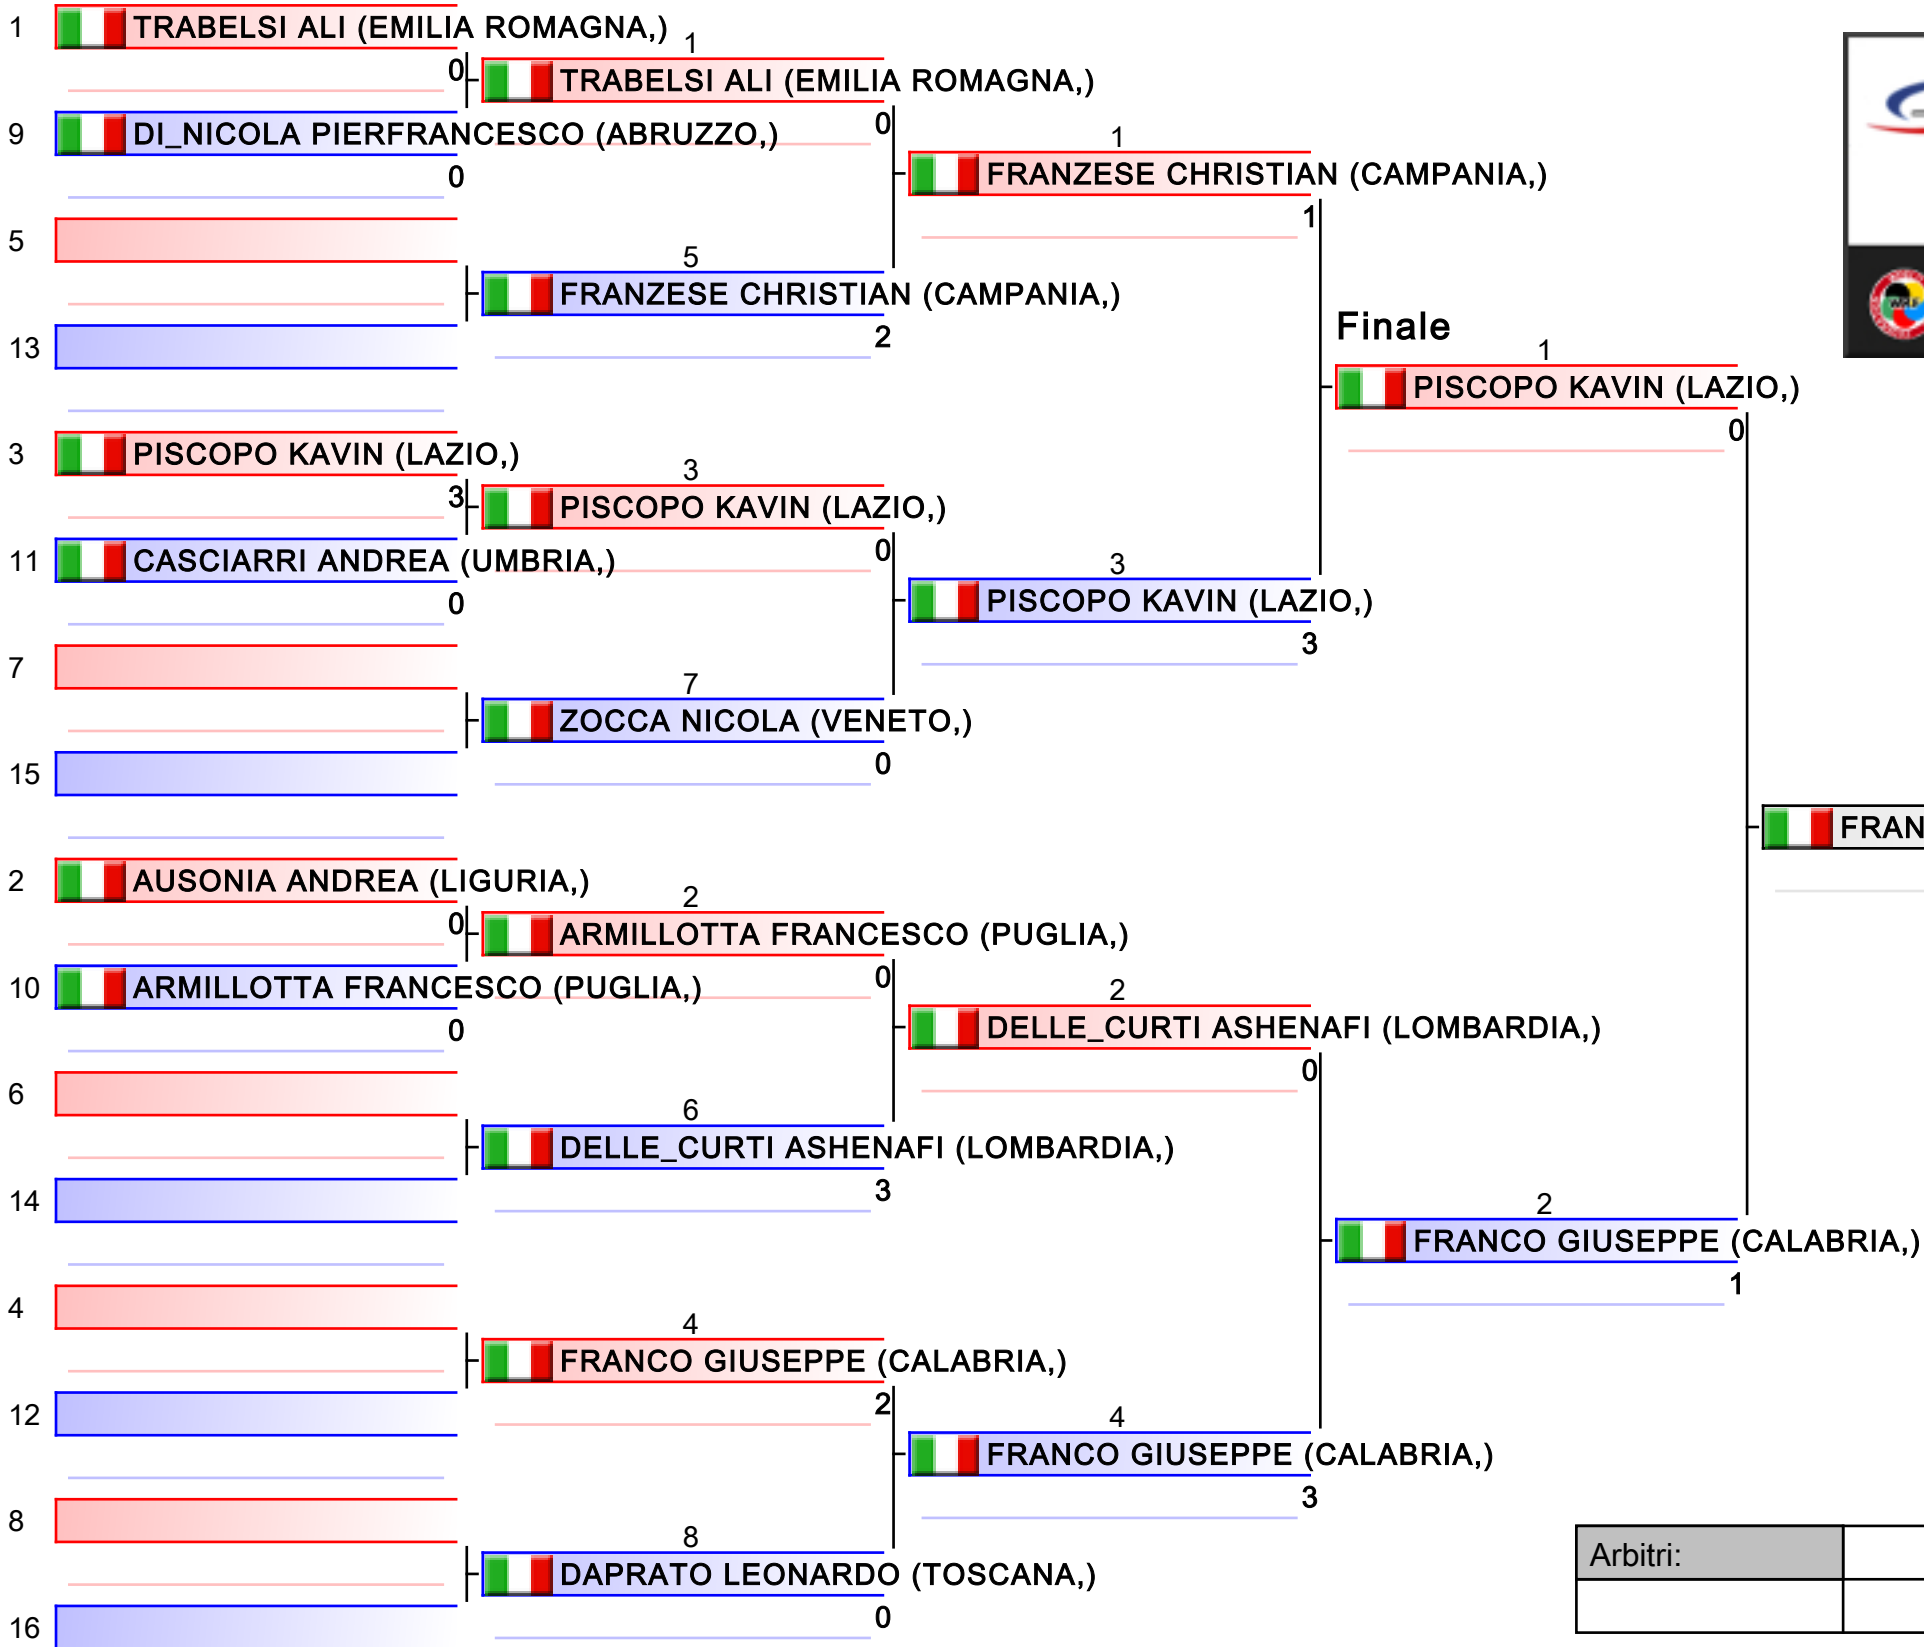 1 TRABELSI ALI (EMILIA ROMAGNA,)
0
9 DI_NICOLA PIERFRANCESCO (ABRUZZO,)
0
5
13
3 PISCOPO KAVIN (LAZIO,)
3
11 CASCIARRI ANDREA (UMBRIA,)
0
7
15
2 AUSONIA ANDREA (LIGURIA,)
0
10 ARMILLOTTA FRANCESCO (PUGLIA,)
0
6
14
4
12
8
16
1
TRABELSI ALI (EMILIA ROMAGNA,)
0
5
FRANZESE CHRISTIAN (CAMPANIA,)
2
3
PISCOPO KAVIN (LAZIO,)
0
7
ZOCCA NICOLA (VENETO,)
0
2
ARMILLOTTA FRANCESCO (PUGLIA,)
0
6
DELLE_CURTI ASHENAFI (LOMBARDIA,)
3
4
FRANCO GIUSEPPE (CALABRIA,)
2
8
DAPRATO LEONARDO (TOSCANA,)
0
1
FRANZESE CHRISTIAN (CAMPANIA,)
1
3
PISCOPO KAVIN (LAZIO,)
3
2
DELLE_CURTI ASHENAFI (LOMBARDIA,)
0
4
FRANCO GIUSEPPE (CALABRIA,)
3
Finale
1
PISCOPO KAVIN (LAZIO,)
0
2
FRANCO GIUSEPPE (CALABRIA,)
1
FRAN
Arbitri: